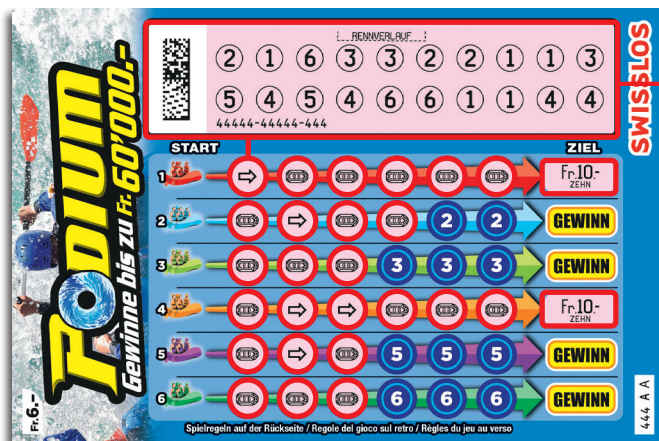 PODIUM
Gewinne bis zu Fr. 60'000.-
Fr. 6.-
RENNVERLAUF
2 1 6 3 3 2 2 1 1 3
5 4 5 4 6 6 1 1 4 4
44444-44444-444
SWISSLOS
START ZIEL
1 Fr.10.-
ZEHN
2 2 2 GEWINN
3 3 3 3 GEWINN
4 Fr.10.-
ZEHN
5 5 5 5 GEWINN
6 6 6 6 GEWINN
444 A A
Spielregeln auf der Rückseite / Regole del gioco sul retro / Règles du jeu au verso